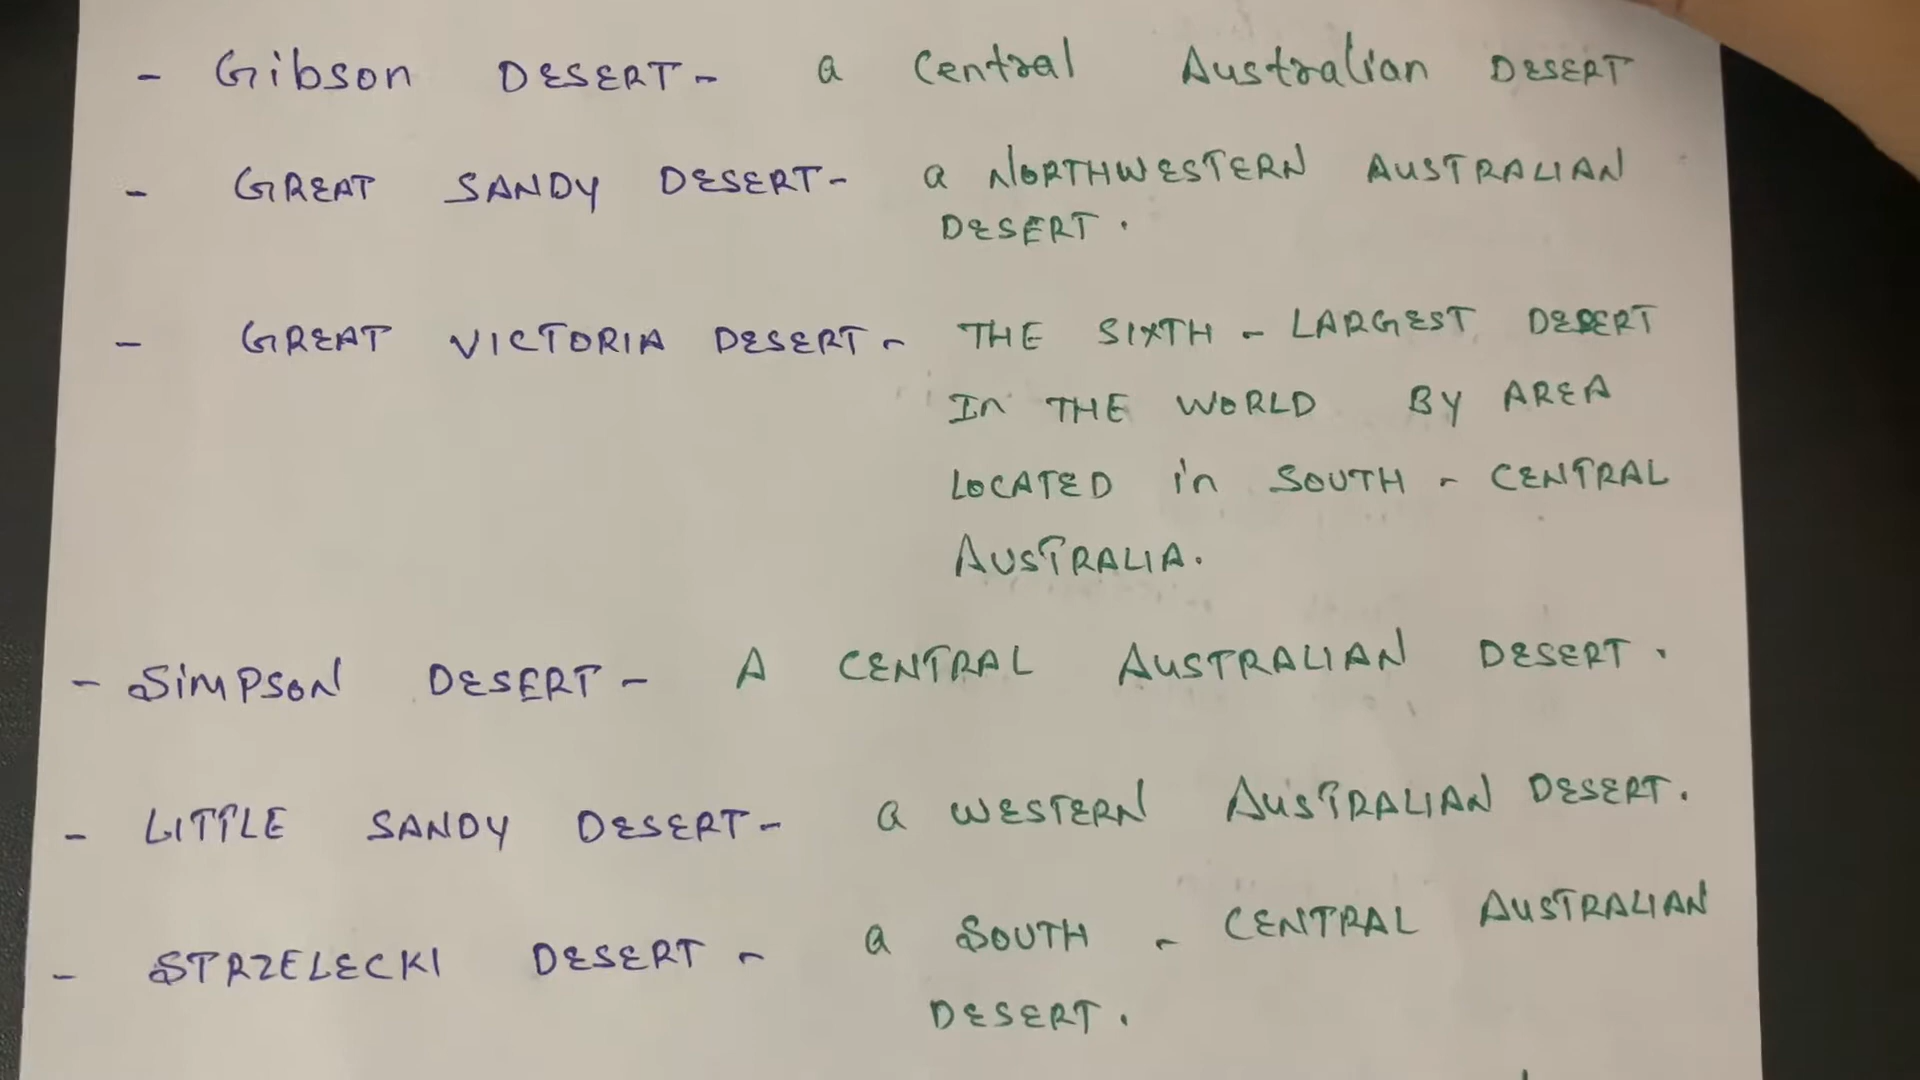 - Gibson DESERT - a Central Australian DESERT
- GREAT SANDY DESERT - a NORTHWESTERN AUSTRALIAN
DESERT.
- GREAT VICTORIA DESERT - THE SIXTH - LARGEST DESERT
In THE WORLD BY AREA
LOCATED in SOUTH - CENTRAL
AUSTRALIA.
- SiMPSON DESERT - A CENTRAL AUSTRALIAN DESERT.
- LITTLE SANDY DESERT - a WESTERN AUSTRALIAN DESERT.
- STRZELECKI DESERT - a SOUTH - CENTRAL AUSTRALIAN
DESERT.